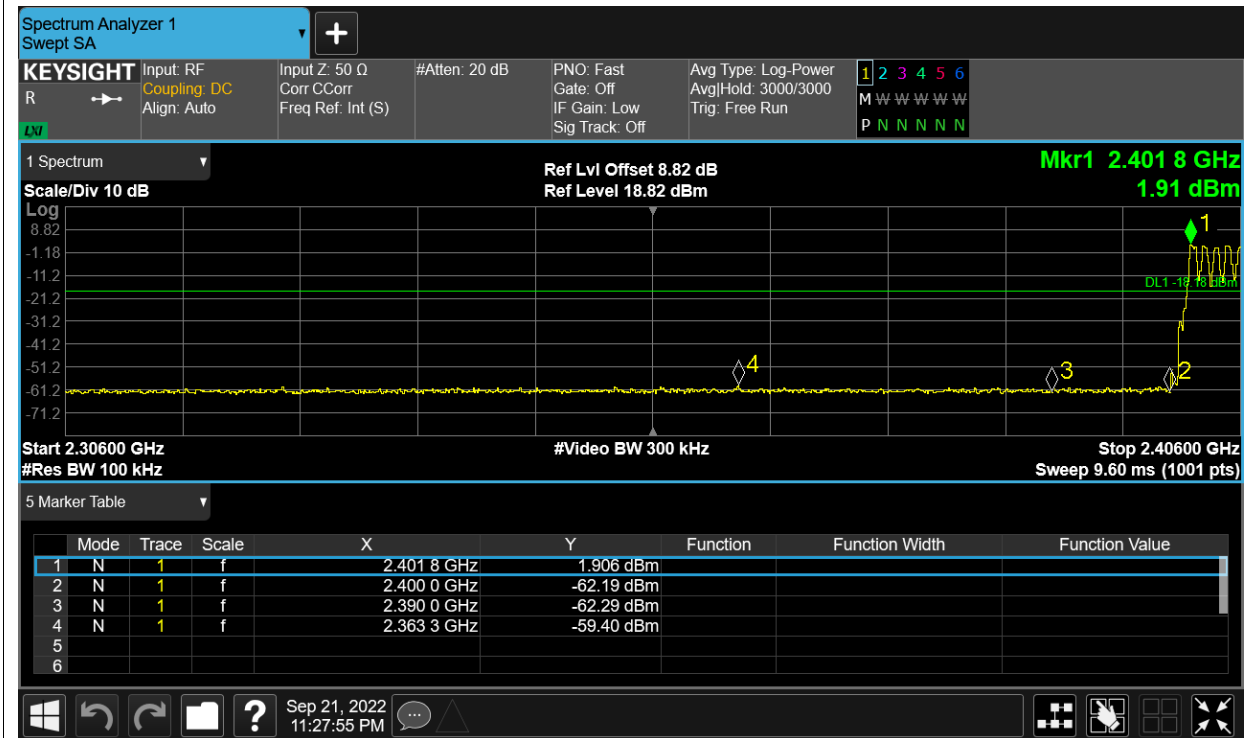 Spectrum Analyzer 1
Swept SA
+
KEYSIGHT Input: RF Input Z: 50 Ω #Atten: 20 dB PNO: Fast Avg Type: Log-Power 1 2 3 4 5 6
R Coupling: DC Corr CCorr Gate: Off Avg|Hold: 3000/3000 M W W W W W
Align: Auto Freq Ref: Int (S) IF Gain: Low Trig: Free Run
LXI Sig Track: Off P N N N N N
1 Spectrum
Ref Lvl Offset 8.82 dB Mkr1 2.401 8 GHz
Scale/Div 10 dB Ref Level 18.82 dBm 1.91 dBm
Log
1
8.82
-1.18
-11.2
DL1 -18.18 dBm
-21.2
-31.2
-41.2
-51.2
4 3 2
-61.2
-71.2
Start 2.30600 GHz #Video BW 300 kHz Stop 2.40600 GHz
#Res BW 100 kHz Sweep 9.60 ms (1001 pts)
5 Marker Table
Mode Trace Scale X Y Function Function Width Function Value
1 N 1 f 2.401 8 GHz 1.906 dBm
2 N 1 f 2.400 0 GHz -62.19 dBm
3 N 1 f 2.390 0 GHz -62.29 dBm
4 N 1 f 2.363 3 GHz -59.40 dBm
5
6
? Sep 21, 2022
11:27:55 PM